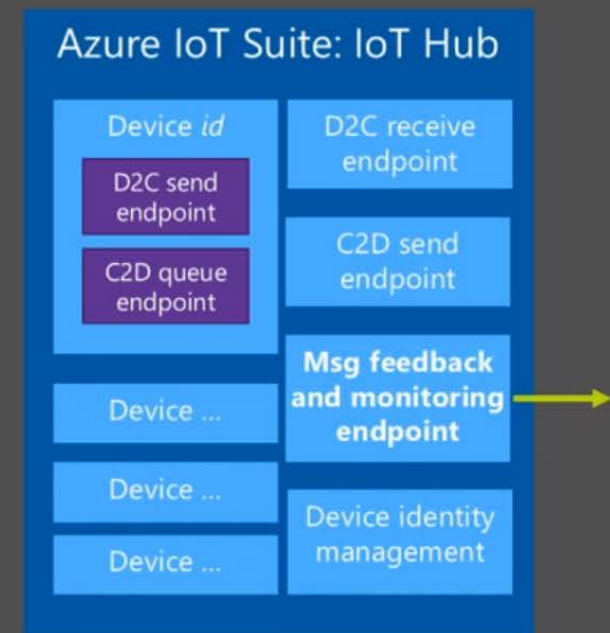 Azure IoT Suite: IoT Hub
Device id
D2C send
endpoint
C2D queue
endpoint
Device ...
Device ...
Device ...
D2C receive
endpoint
C2D send
endpoint
Msg feedback
and monitoring
endpoint
Device identity
management